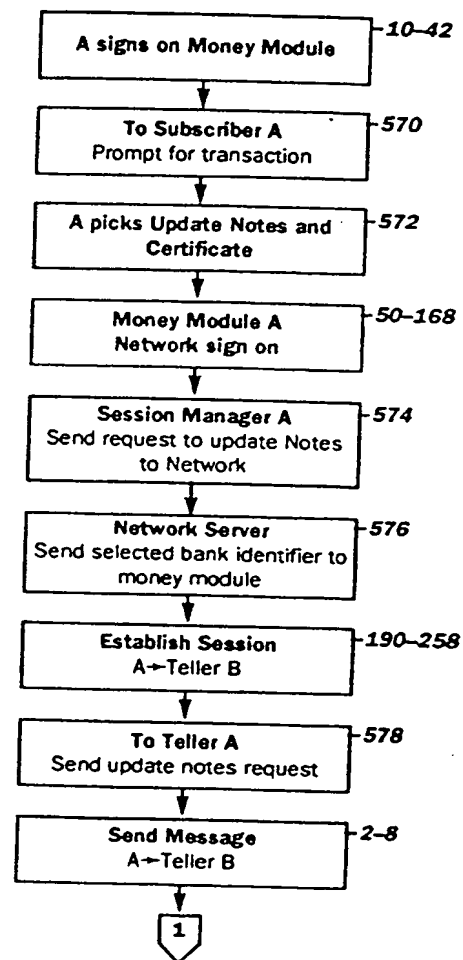 A signs on Money Module
10–42
To Subscriber A
Prompt for transaction
570
A picks Update Notes and
Certificate
572
Money Module A
Network sign on
50–168
Session Manager A
Send request to update Notes
to Network
574
Network Server
Send selected bank identifier to
money module
576
Establish Session
A→Teller B
190–258
To Teller A
Send update notes request
578
Send Message
A→Teller B
2–8
1